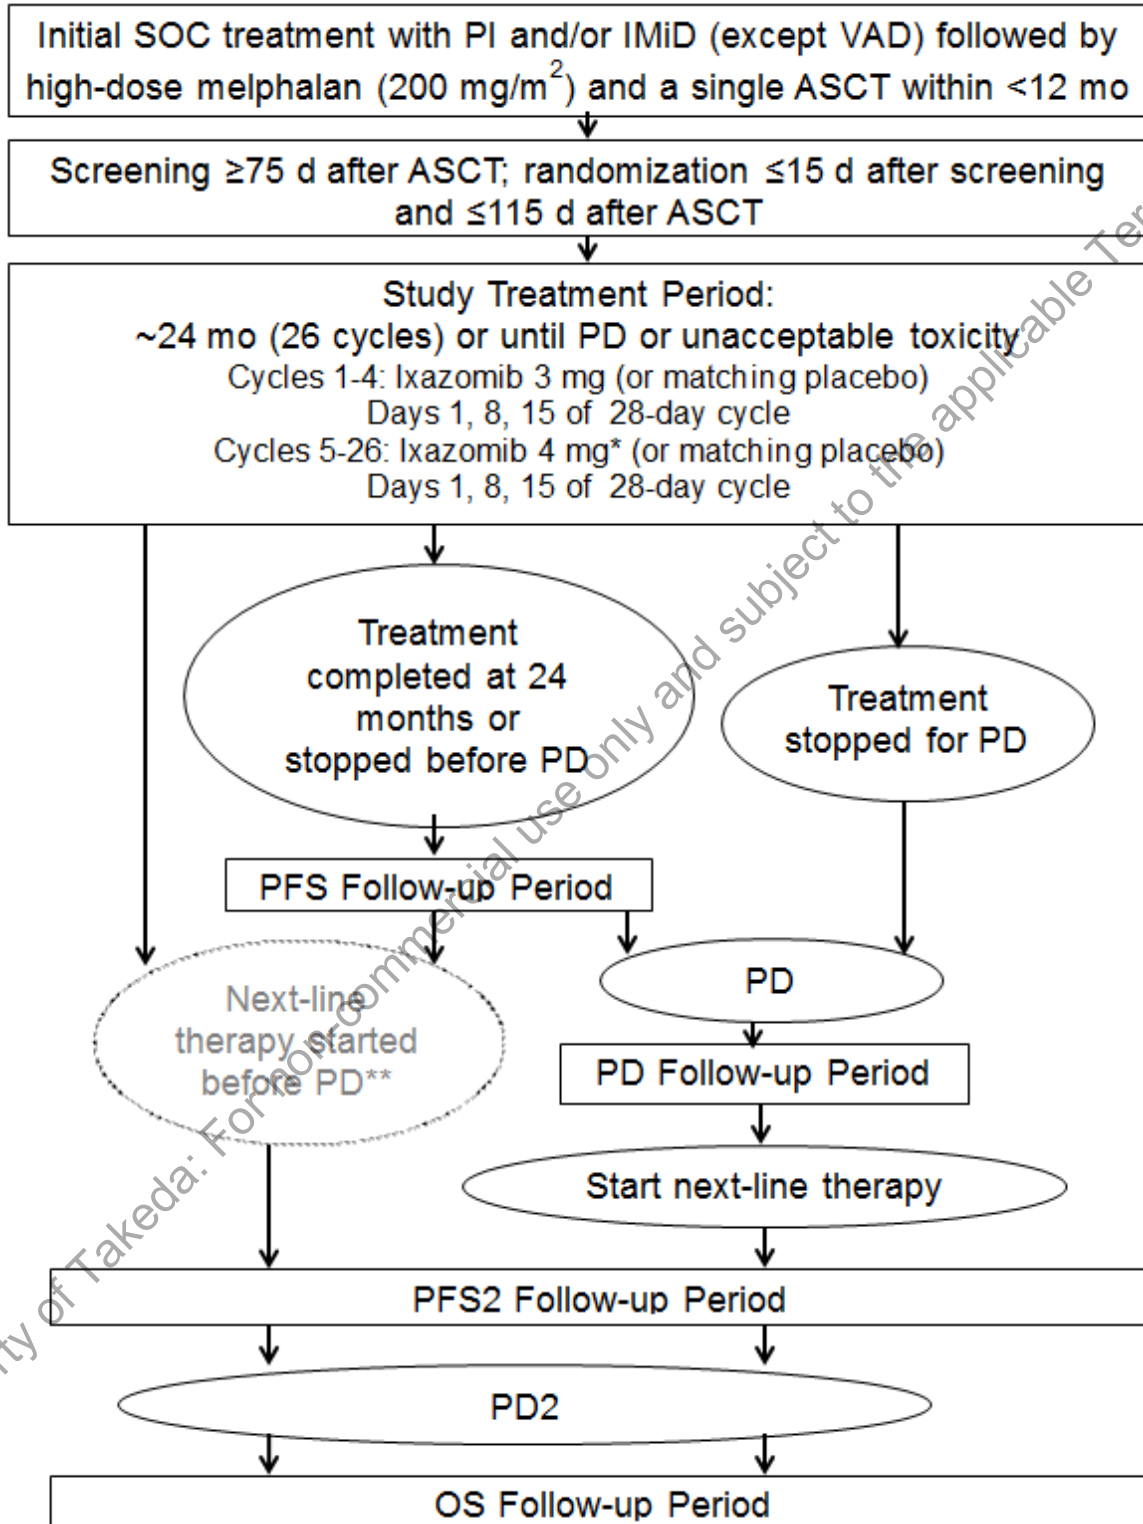 Initial SOC treatment with PI and/or IMiD (except VAD) followed by
high-dose melphalan (200 mg/m²) and a single ASCT within <12 mo
Screening ≥75 d after ASCT; randomization ≤15 d after screening
and ≤115 d after ASCT
Study Treatment Period:
~24 mo (26 cycles) or until PD or unacceptable toxicity
Cycles 1-4: Ixazomib 3 mg (or matching placebo)
Days 1, 8, 15 of 28-day cycle
Cycles 5-26: Ixazomib 4 mg* (or matching placebo)
Days 1, 8, 15 of 28-day cycle
Treatment
completed at 24
months or
stopped before PD
Treatment
stopped for PD
PFS Follow-up Period
Next-line
therapy started
before PD**
PD
PD Follow-up Period
Start next-line therapy
PFS2 Follow-up Period
PD2
OS Follow-up Period
of Takeda: For non-commercial use only and subject to the applicable